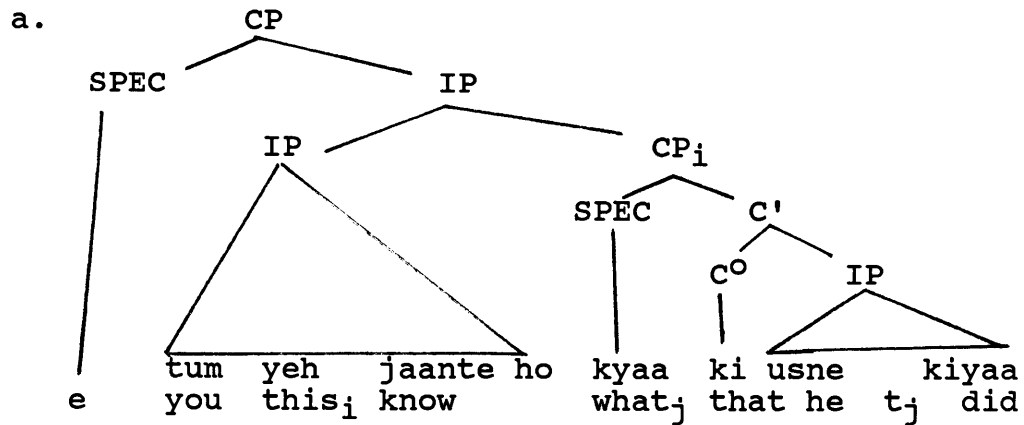 a. CP
SPEC IP
IP CPi
SPEC C'
Cº IP
tum yeh jaante ho kyaa ki usne kiyaa
e you thisi know whatj that he tj did